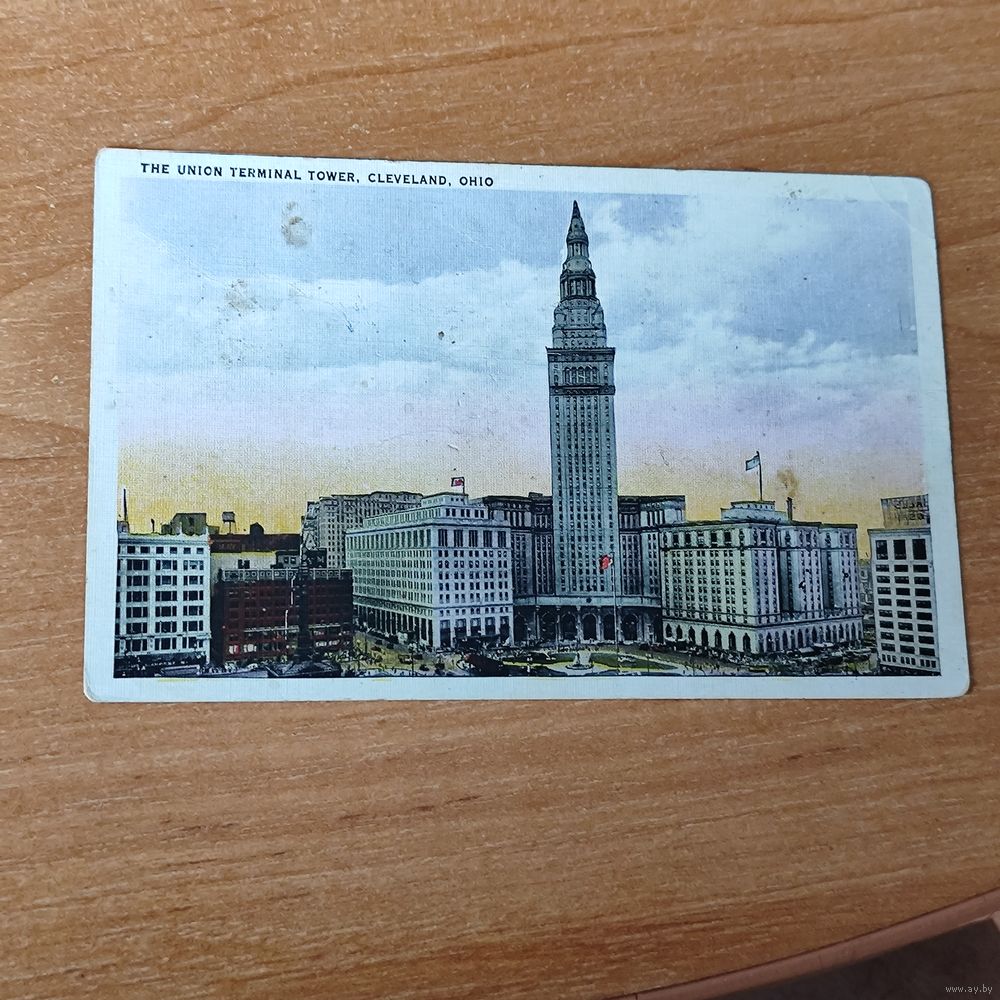 THE UNION TERMINAL TOWER, CLEVELAND, OHIO
www.ay.by